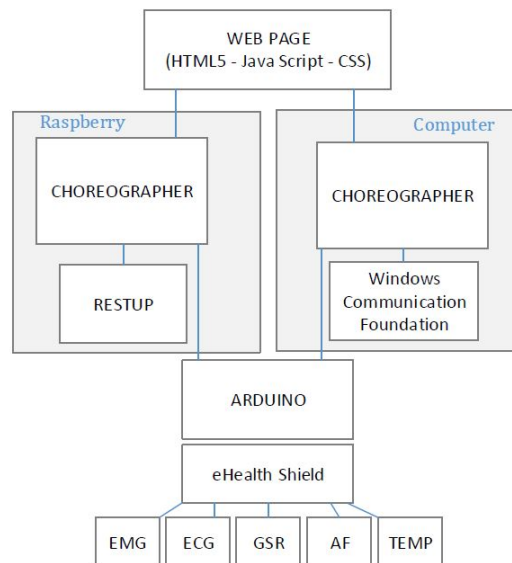 WEB PAGE
(HTML5 - Java Script - CSS)
Raspberry
Computer
CHOREOGRAPHER
CHOREOGRAPHER
RESTUP
Windows
Communication
Foundation
ARDUINO
eHealth Shield
EMG
ECG
GSR
AF
TEMP